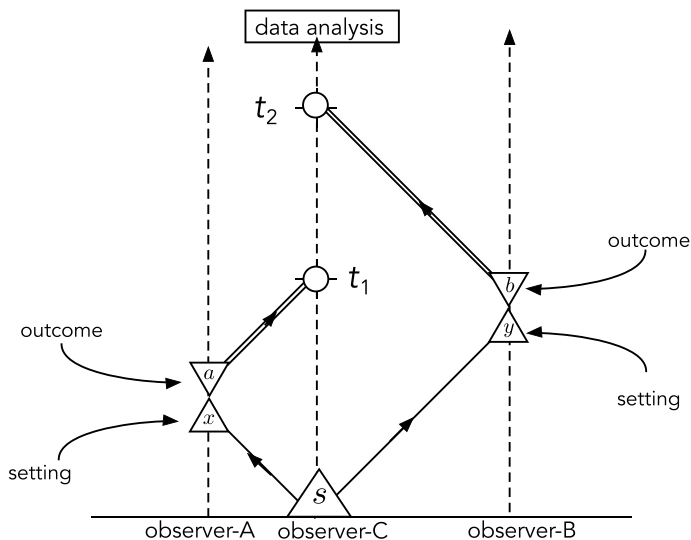 data analysis
t₂
t₁
outcome
b
y
outcome
a
x
setting
setting
s
observer-A observer-C observer-B